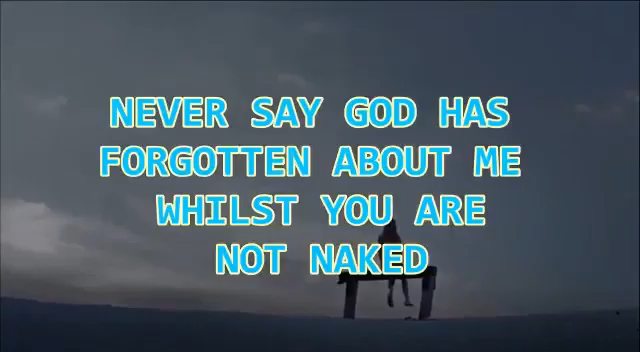 NEVER SAY GOD HAS
FORGOTTEN ABOUT ME
WHILST YOU ARE
NOT NAKED